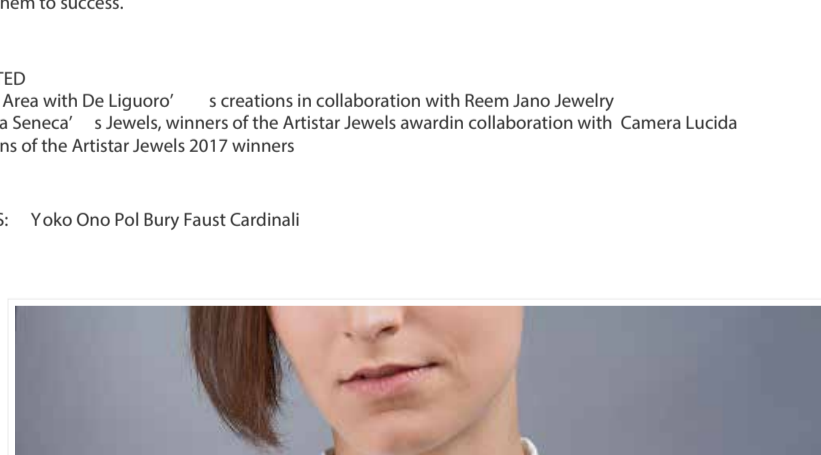 hem to success.
TED
Area with De Liguoro’ s creations in collaboration with Reem Jano Jewelry
a Seneca’ s Jewels, winners of the Artistar Jewels awardin collaboration with Camera Lucida
ns of the Artistar Jewels 2017 winners
S: Yoko Ono Pol Bury Faust Cardinali